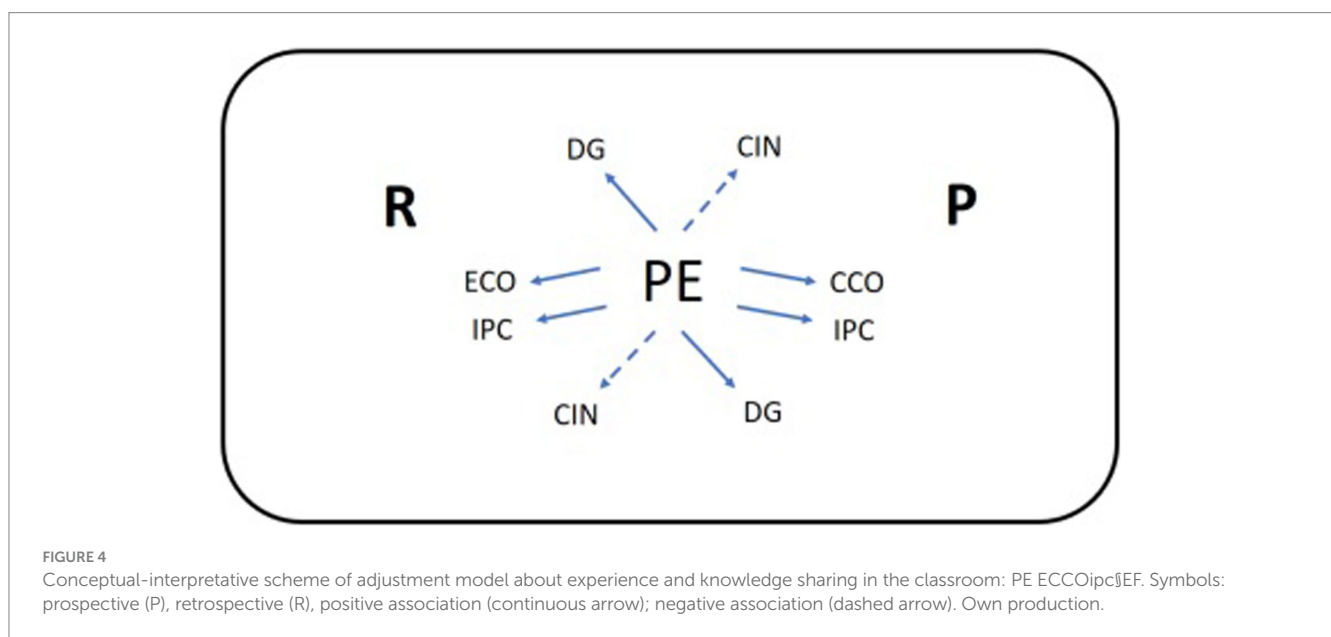 DG CIN
R P
ECO PE CCO
IPC IPC
CIN DG
FIGURE 4
Conceptual-interpretative scheme of adjustment model about experience and knowledge sharing in the classroom: PE ECCOipc§EF. Symbols:
prospective (P), retrospective (R), positive association (continuous arrow); negative association (dashed arrow). Own production.